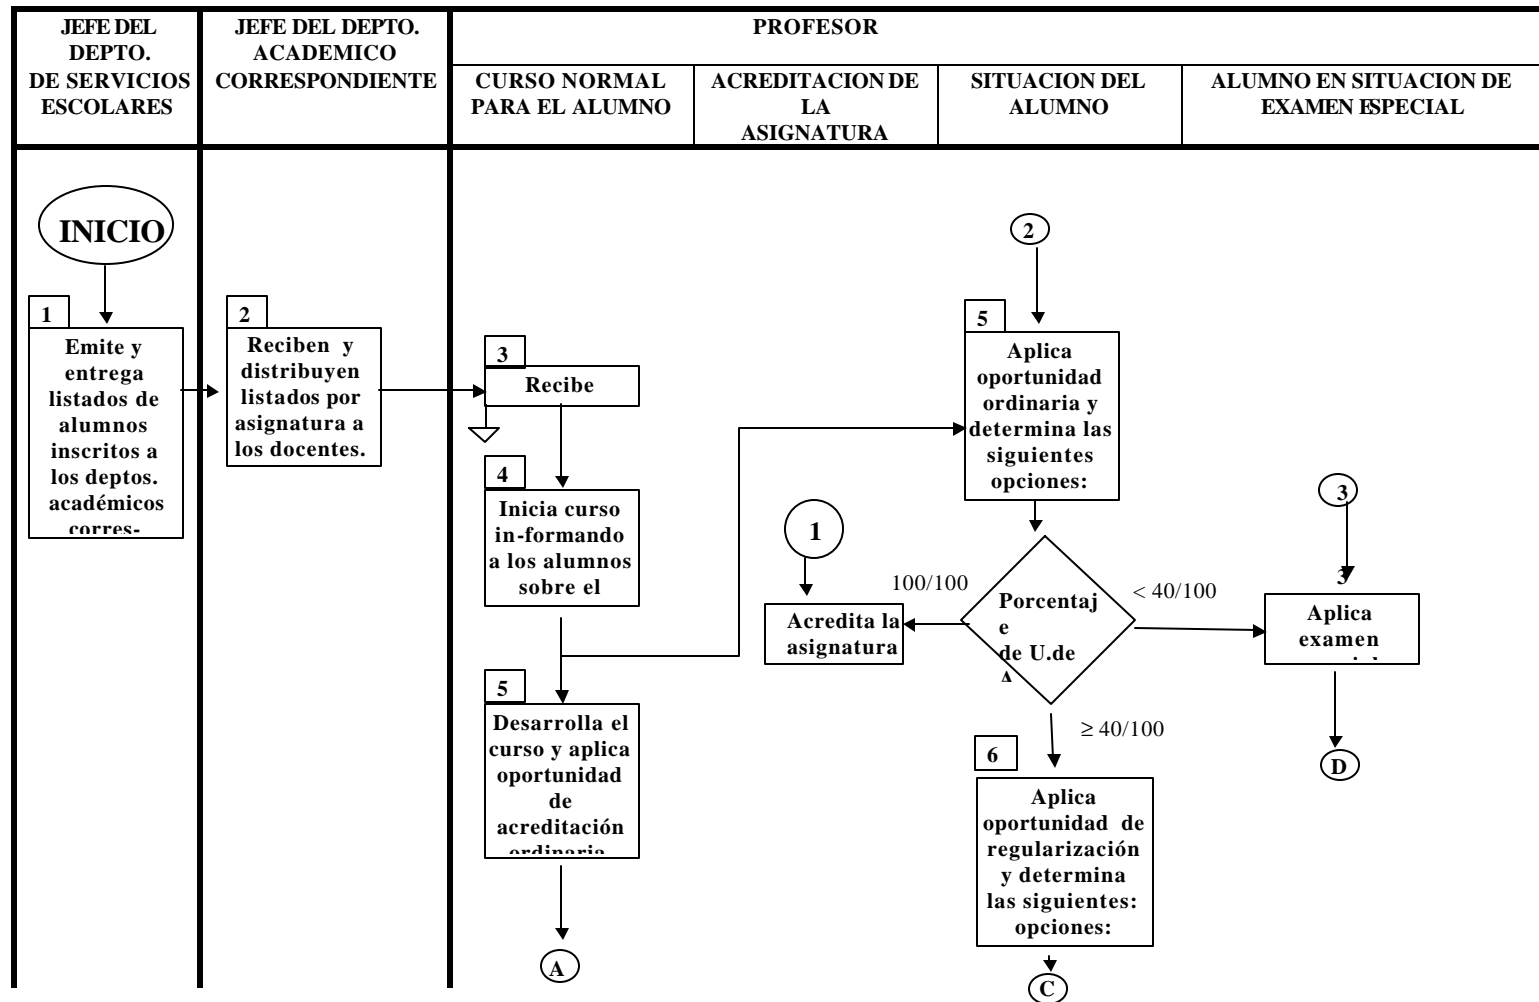 JEFE DEL
DEPTO.
DE SERVICIOS
ESCOLARES
JEFE DEL DEPTO.
ACADEMICO
CORRESPONDIENTE
PROFESOR
CURSO NORMAL
PARA EL ALUMNO
ACREDITACION DE
LA
ASIGNATURA
SITUACION DEL
ALUMNO
ALUMNO EN SITUACION DE
EXAMEN ESPECIAL
INICIO
1
Emite y
entrega
listados de
alumnos
inscritos a
los deptos.
académicos
corres-
2
Reciben y
distribuyen
listados por
asignatura a
los docentes.
3
Recibe
4
Inicia curso
in-formando
a los alumnos
sobre el
5
Desarrolla el
curso y aplica
oportunidad
de
acreditación
ordinaria
A
1
Acredita la
asignatura
2
5
Aplica
oportunidad
ordinaria y
determina las
siguientes
opciones:
100/100
Porcentaj
e
de U.de
A
< 40/100
≥ 40/100
6
Aplica
oportunidad de
regularización
y determina
las siguientes:
opciones:
C
3
3
Aplica
examen
D